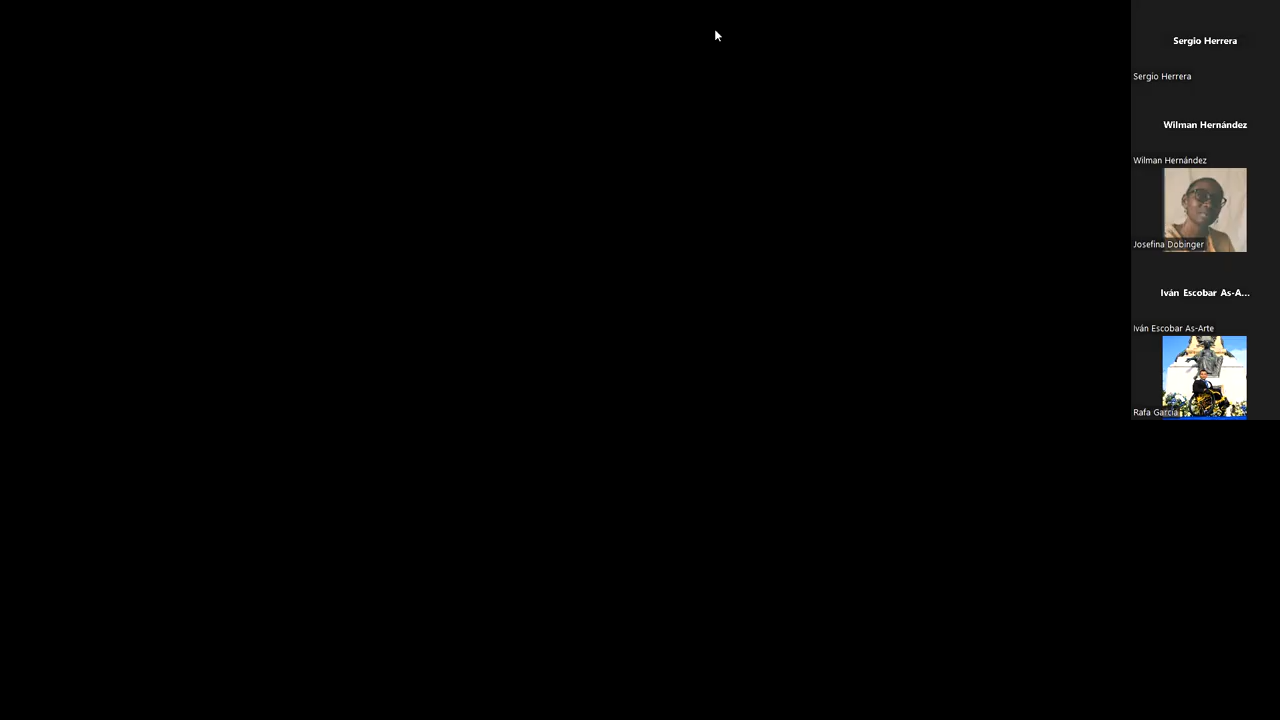 Sergio Herrera
Sergio Herrera
Wilman Hernández
Wilman Hernández
Josefina Dobinger
Iván Escobar As-A...
Iván Escobar As-Arte
Rafa García